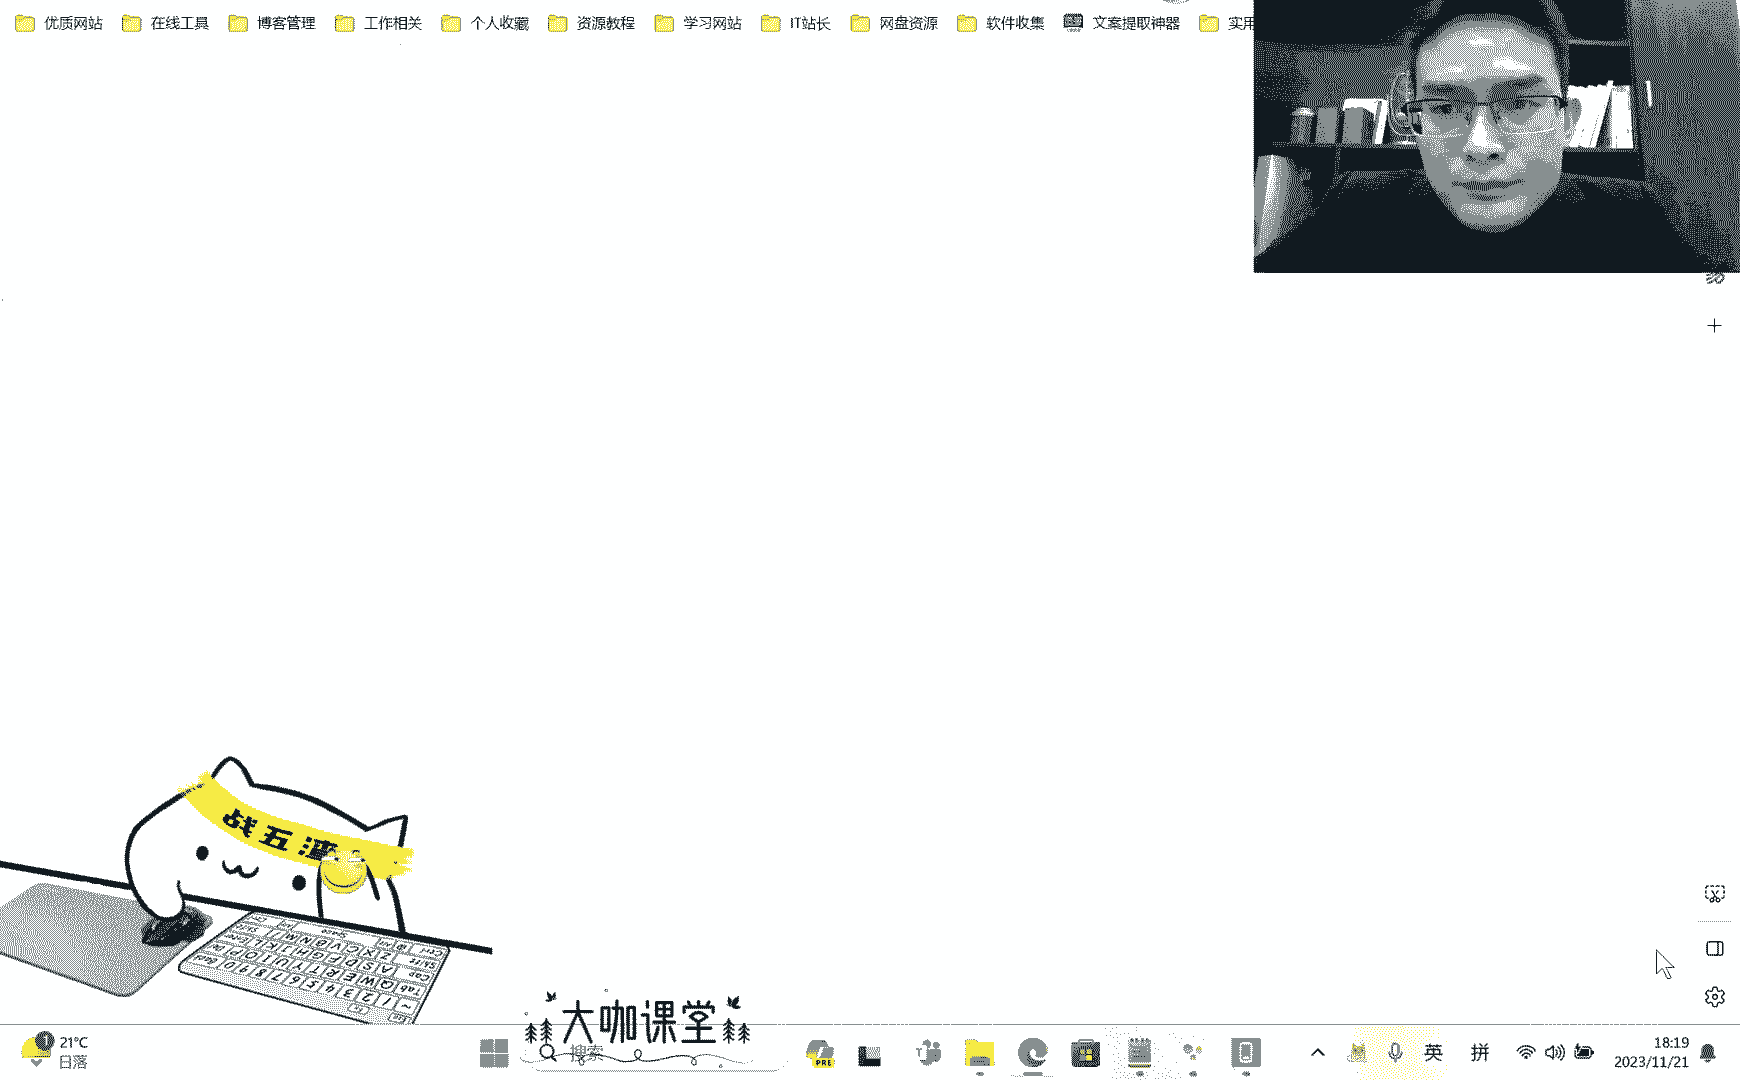 优质网站 在线工具 博客管理 工作相关 个人收藏 资源教程 学习网站 IT站长 网盘资源 软件收集 文案提取神器 实用
战五渣
大咖课堂
搜索
PRE
1
21°C
日落
英 拼
18:19
2023/11/21